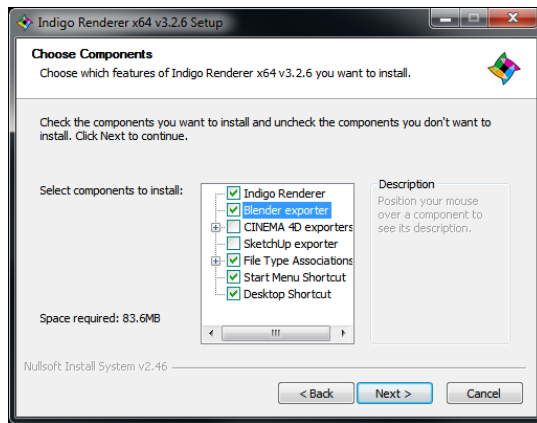 Indigo Renderer x64 v3.2.6 Setup
Choose Components
Choose which features of Indigo Renderer x64 v3.2.6 you want to install.
Check the components you want to install and uncheck the components you don't want to
install. Click Next to continue.
Select components to install:
Indigo Renderer
Blender exporter
CINEMA 4D exporters
SketchUp exporter
File Type Associations
Start Menu Shortcut
Desktop Shortcut
Description
Position your mouse
over a component to
see its description.
Space required: 83.6MB
Nullsoft Install System v2.46
< Back
Next >
Cancel